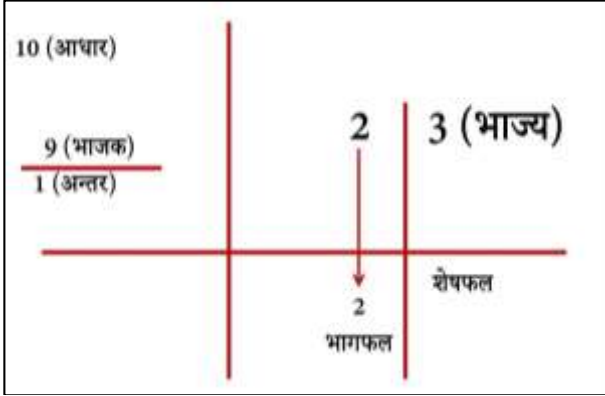 10 (आधार)
9 (भाजक)
1 (अन्तर)
2 3 (भाज्य)
2
भागफल
शेषफल